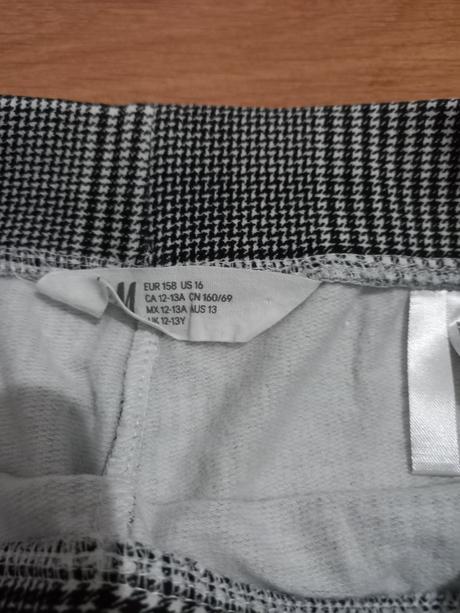 M
EUR 158 US 16
CA 12-13A CN 160/69
MX 12-13A AUS 13
UK 12-13Y